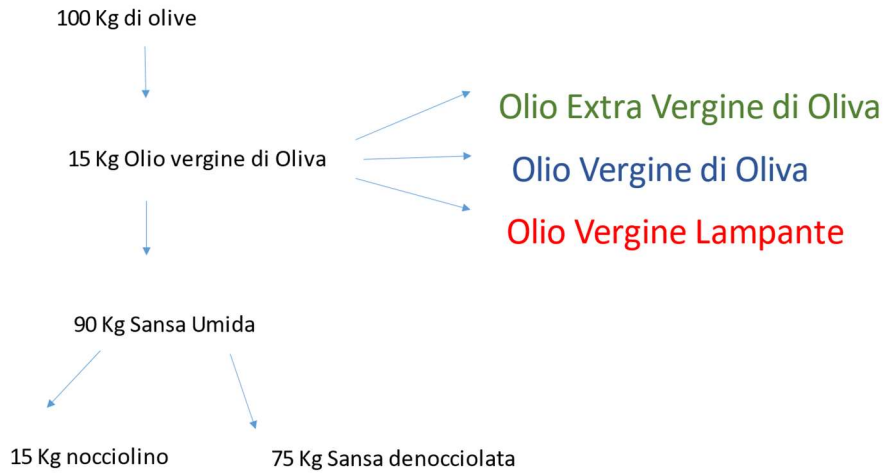 100 Kg di olive
15 Kg Olio vergine di Oliva
Olio Extra Vergine di Oliva
Olio Vergine di Oliva
Olio Vergine Lampante
90 Kg Sansa Umida
15 Kg nocciolino
75 Kg Sansa denocciolata